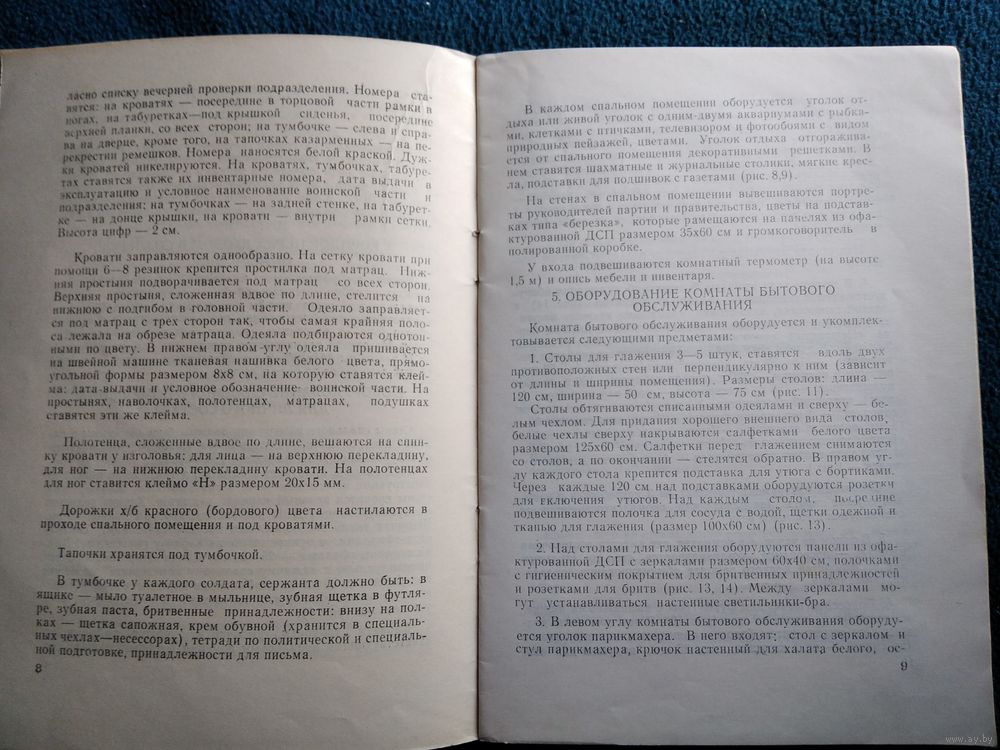 ласно списку вечерней проверки подразделения. Номера ста-
вятся: на кроватях — посередине в торцовой части рамки в
ногах, на табуретках—под крышкой сиденья, посередине
верхней планки, со всех сторон; на тумбочке — слева и спра-
ва на дверце, кроме того, на тапочках казарменных — на пе-
рекрестии ремешков. Номера наносятся белой краской. Дуж-
ки кроватей никелируются. На кроватях, тумбочках, табуре-
тах ставятся также их инвентарные номера, дата выдачи в
эксплуатацию и условное наименование воинской части и
подразделения; на тумбочках — на задней стенке, на табурет-
ке — на донце крышки, на кровати — внутри рамки сетки.
Высота цифр — 2 см.
Кровати заправляются однообразно. На сетку кровати при
помощи 6—8 резинок крепится простилка под матрац. Ниж-
няя простыня подворачивается под матрац со всех сторон.
Верхняя простыня, сложенная вдвое по длине, стелится на
нижнюю с подгибом в головной части. Одеяло заправляет-
ся под матрац с трех сторон так, чтобы самая крайняя поло-
са лежала на обрезе матраца. Одеяла подбираются однотон-
ными по цвету. В нижнем правом углу одеяла пришивается
на швейной машине тканевая нашивка белого цвета, прямо-
угольной формы размером 8х8 см, на которую ставятся клей-
ма: дата выдачи и условное обозначение воинской части. На
простынях, наволочках, полотенцах, матрацах, подушках
ставятся эти же клейма.
Полотенца, сложенные вдвое по длине, вешаются на спин-
ку кровати у изголовья: для лица — на верхнюю перекладину,
для ног — на нижнюю перекладину кровати. На полотенцах
для ног ставится клеймо «Н» размером 20х15 мм.
Дорожки х/б красного (бордового) цвета настилаются в
проходе спального помещения и под кроватями.
Тапочки хранятся под тумбочкой.
В тумбочке у каждого солдата, сержанта должно быть: в
ящике — мыло туалетное в мыльнице, зубная щетка в футля-
ре, зубная паста, бритвенные принадлежности: внизу на пол-
ках — щетка сапожная, крем обувной (хранится в специаль-
ных чехлах—несессорах), тетради по политической и специаль-
ной подготовке, принадлежности для письма.
8
В каждом спальном помещении оборудуется уголок от-
дыха или живой уголок с одним-двумя аквариумами с рыбка-
ми, клетками с птичками, телевизором и фотообоями с видом
природных пейзажей, цветами. Уголок отдыха отгоражива-
ется от спального помещения декоративными решетками. В
нем ставятся шахматные и журнальные столики, мягкие крес-
ла, подставки для подшивок с газетами (рис. 8,9).
На стенах в спальном помещении вывешиваются портре-
ты руководителей партии и правительства, цветы на подстав-
ках типа «березка», которые рамещаются на панелях из офа-
ктурованной ДСП размером 35х60 см и громкоговоритель в
полированной коробке.
У входа подвешиваются комнатный термометр (на высоте
1,5 м) и опись мебели и инвентаря.
5. ОБОРУДОВАНИЕ КОМНАТЫ БЫТОВОГО
ОБСЛУЖИВАНИЯ
Комната бытового обслуживания оборудуется и укомплек-
товывается следующими предметами:
1. Столы для глажения 3—5 штук, ставятся вдоль двух
противоположных стен или перпендикулярно к ним (зависит
от длины и ширины помещения). Размеры столов: длина —
120 см, ширина — 50 см, высота — 75 см (рис. 11).
Столы обтягиваются списанными одеялами и сверху — бе-
лым чехлом. Для придания хорошего внешнего вида столов,
белые чехлы сверху накрываются салфетками белого цвета
размером 125х60 см. Салфетки перед глажением снимаются
со столов, а по окончании — стелятся обратно. В правом уг-
лу каждого стола крепится подставка для утюга с бортиками.
Через каждые 120 см над подставками оборудуются розетки
для включения утюгов. Над каждым столом, посредине
подвешиваются полочка для сосуда с водой, щетки одежной и
тканью для глажения (размер 100х60 см) (рис. 13).
2. Над столами для глажения оборудуются панели из офа-
ктурованной ДСП с зеркалами размером 60х40 см, полочками
с гигиеническим покрытием для бритвенных принадлежностей
и розетками для бритв (рис. 13, 14). Между зеркалами мо-
гут устанавливаться настенные светильники-бра.
3. В левом углу комнаты бытового обслуживания оборуду-
ется уголок парикмахера. В него входят: стол с зеркалом и
стул парикмахера, крючок настенный для халата белого, ос-
9
www.ay.by